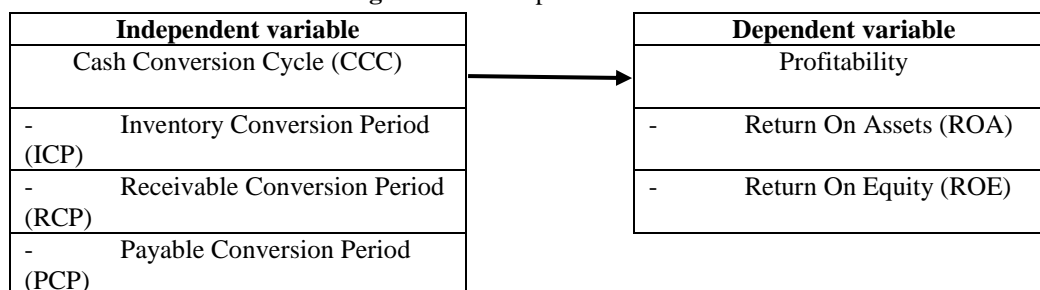 Independent variable
Cash Conversion Cycle (CCC)
- Inventory Conversion Period
(ICP)
- Receivable Conversion Period
(RCP)
- Payable Conversion Period
(PCP)
Dependent variable
Profitability
- Return On Assets (ROA)
- Return On Equity (ROE)